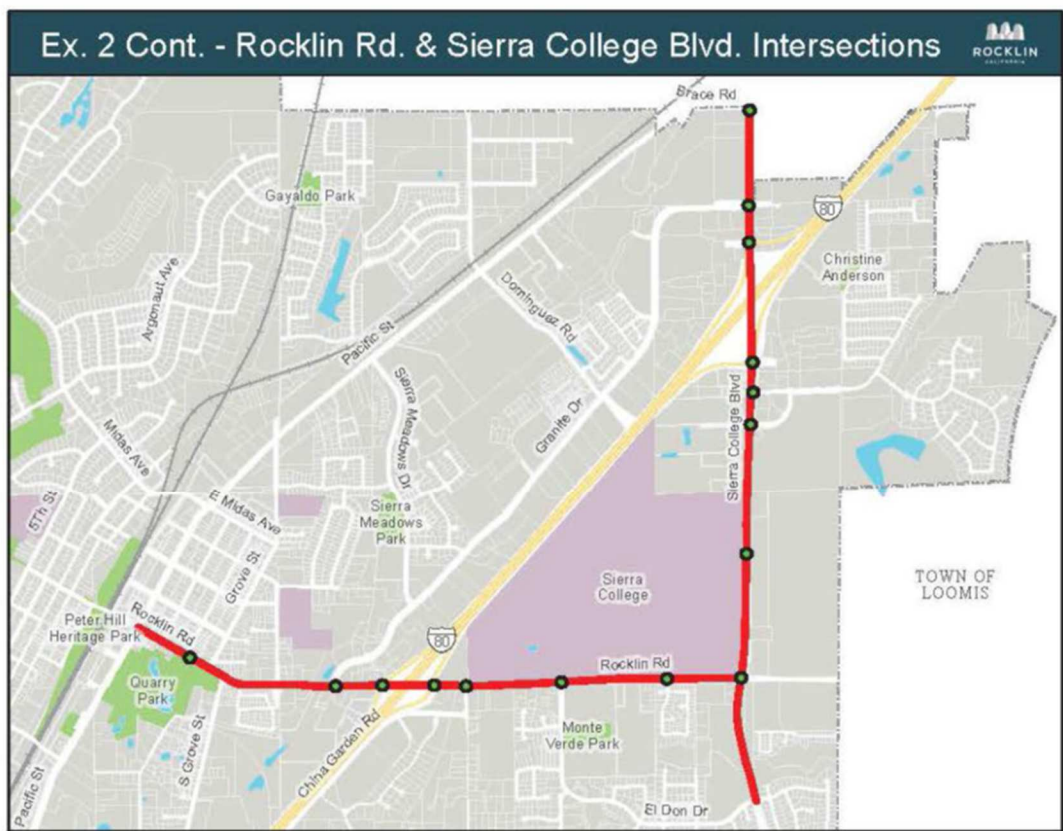 Ex. 2 Cont. - Rocklin Rd. & Sierra College Blvd. Intersections
ROCKLIN
CALIFORNIA
Brace Rd
80
Gayaldo Park
Christine
Anderson
Argonaut Ave
Dominguez Rd
Pacific St
Sierra Meadows Dr
Sierra College Blvd
Granite Dr
Midas Ave
E Midas Ave
5Th St
Sierra
Meadows
Park
Grove St
Sierra
College
TOWN OF
LOOMIS
Peter Hill
Heritage Park
Rocklin Rd
80
Rocklin Rd
Quarry
Park
S Grove St
China Garden Rd
Monte
Verde Park
Pacific St
El Don Dr